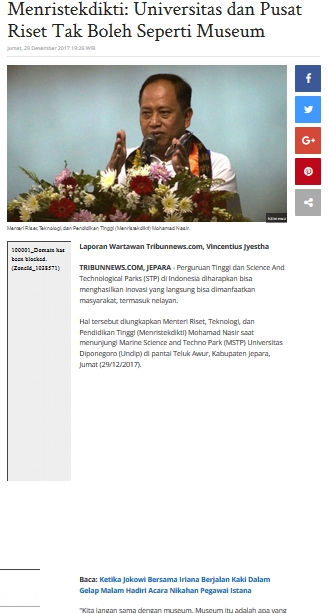 Menristekdikti: Universitas dan Pusat
Riset Tak Boleh Seperti Museum
Jumat, 29 Desember 2017 19:26 WIB
f
G+
Istimewa
Menteri Riset, Teknologi, dan Pendidikan Tinggi (Menristekdikti) Mohamad Nasir.
100001_Domain has
been blocked.
(ZoneId_1038571)
Laporan Wartawan Tribunnews.com, Vincentius Jyestha
TRIBUNNEWS.COM, JEPARA - Perguruan Tinggi dan Science And
Technological Parks (STP) di Indonesia diharapkan bisa
menghasilkan inovasi yang langsung bisa dimanfaatkan
masyarakat, termasuk nelayan.
Hal tersebut diungkapkan Menteri Riset, Teknologi, dan
Pendidikan Tinggi (Menristekdikti) Mohamad Nasir saat
menunjungi Marine Science and Techno Park (MSTP) Universitas
Diponegoro (Undip) di pantai Teluk Awur, Kabupaten Jepara,
Jumat (29/12/2017).
Baca: Ketika Jokowi Bersama Iriana Berjalan Kaki Dalam
Gelap Malam Hadiri Acara Nikahan Pegawai Istana
"Kita jangan sama dengan museum. Museum itu adalah apa yang